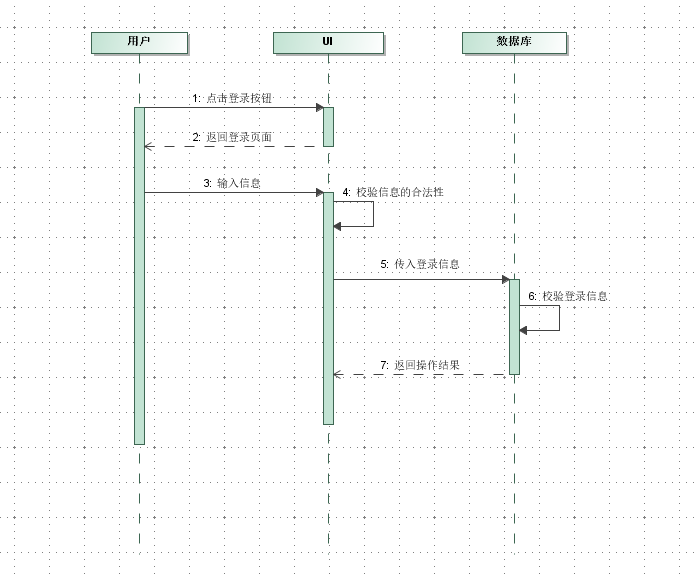 用户
UI
数据库
1: 点击登录按钮
2: 返回登录页面
3: 输入信息
4: 校验信息的合法性
5: 传入登录信息
6: 校验登录信息
7: 返回操作结果